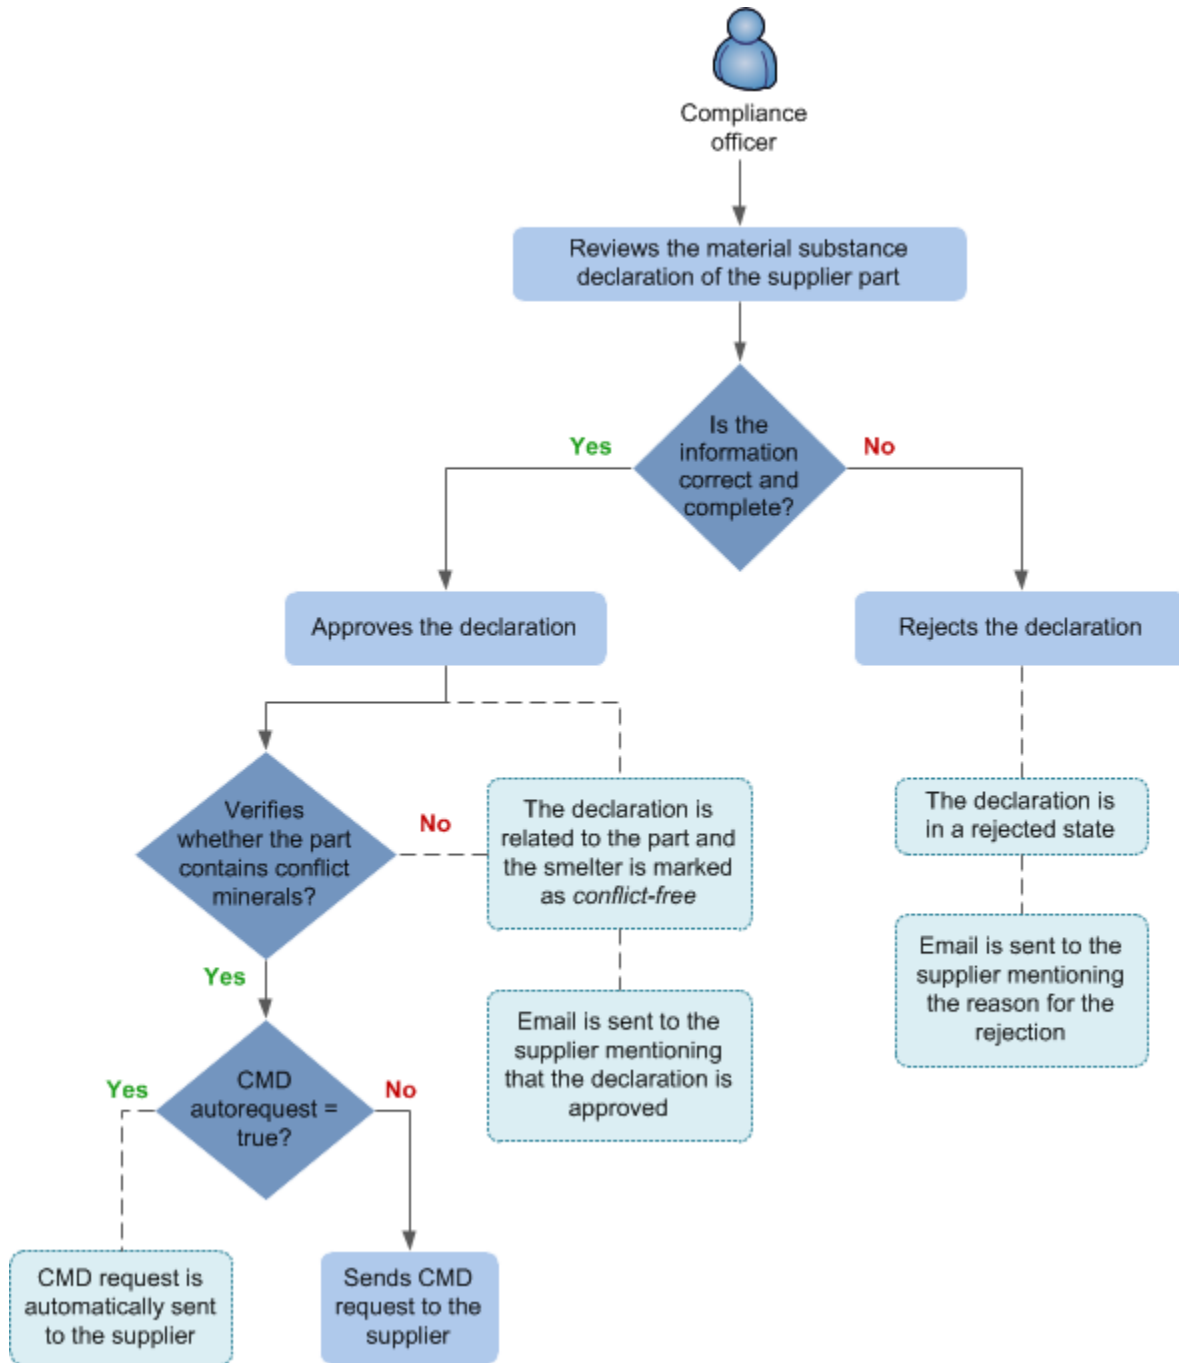 Compliance
officer
Reviews the material substance
declaration of the supplier part
Is the
information
correct and
complete?
Yes
No
Approves the declaration
Rejects the declaration
Verifies
whether the part
contains conflict
minerals?
No
Yes
The declaration is
related to the part and
the smelter is marked
as conflict-free
The declaration is
in a rejected state
Email is sent to the
supplier mentioning
the reason for the
rejection
Email is sent to the
supplier mentioning
that the declaration is
approved
CMD
autorequest =
true?
Yes
No
CMD request is
automatically sent
to the supplier
Sends CMD
request to the
supplier